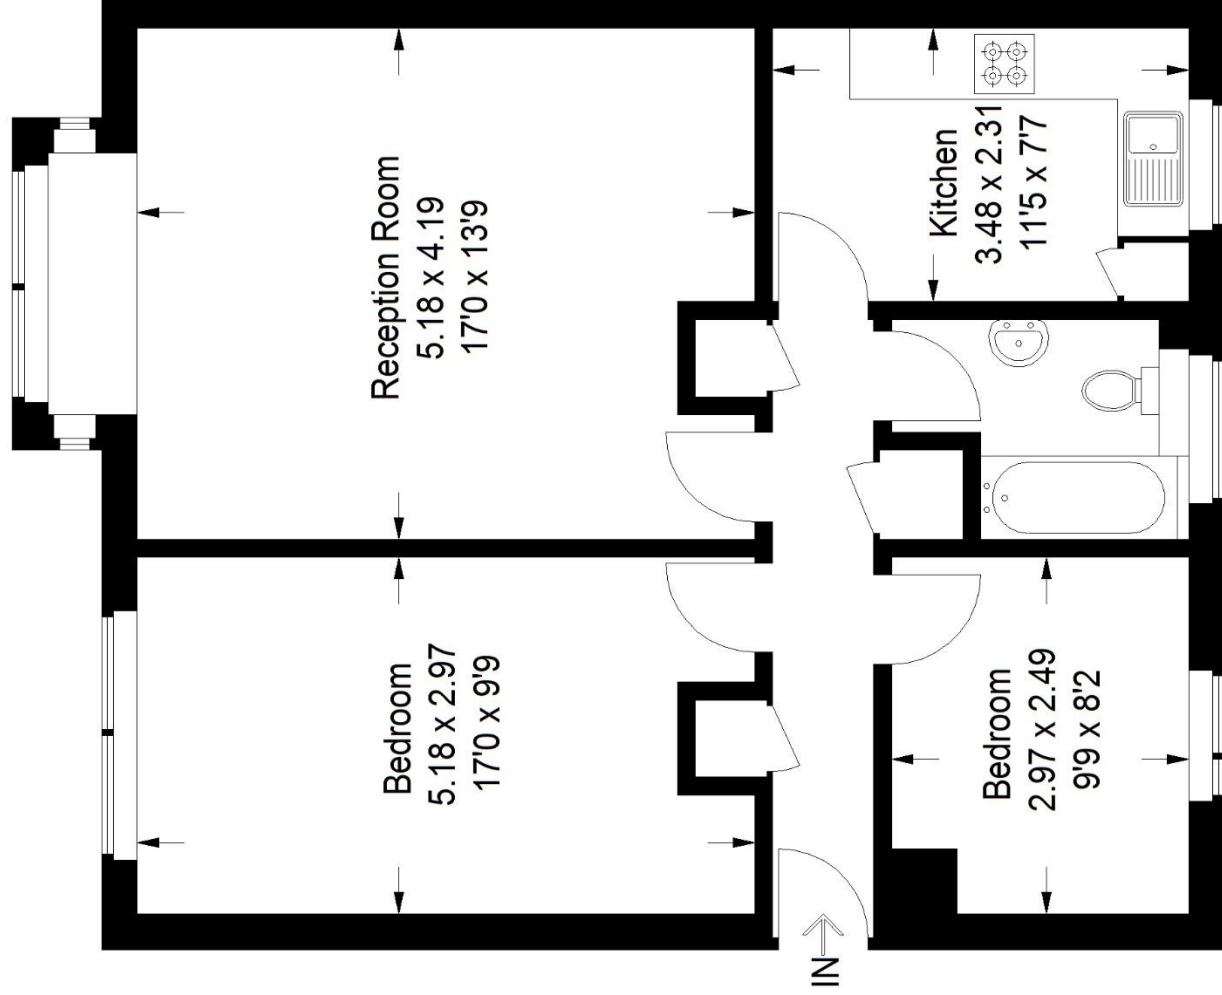 Reception Room
5.18 x 4.19
17'0 x 13'9
Kitchen
3.48 x 2.31
11'5 x 7'7
Bedroom
5.18 x 2.97
17'0 x 9'9
Bedroom
2.97 x 2.49
9'9 x 8'2
IN